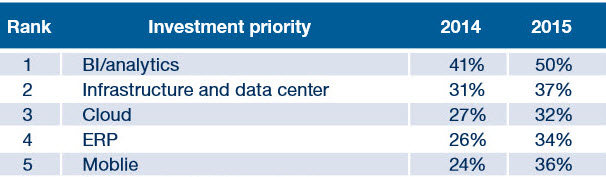 Rank Investment priority 2014 2015
1 BI/analytics 41% 50%
2 Infrastructure and data center 31% 37%
3 Cloud 27% 32%
4 ERP 26% 34%
5 Moblie 24% 36%